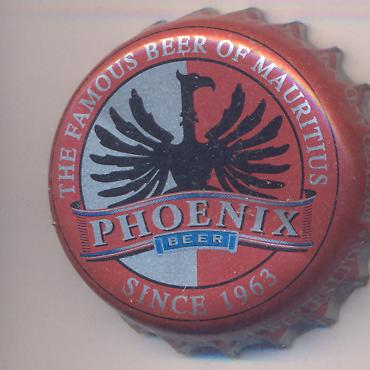 THE FAMOUS BEER OF MAURITIUS
PHOENIX
BEER
SINCE 1963